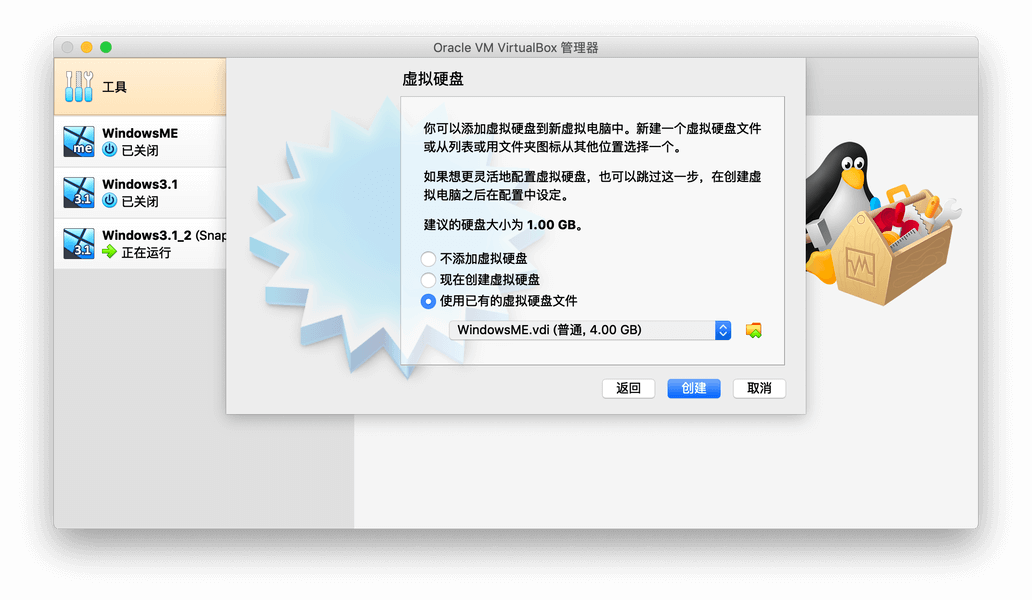 Oracle VM VirtualBox 管理器
工具
WindowsME
已关闭
Windows3.1
已关闭
Windows3.1_2 (Snap
正在运行
me
3.1
3.1
虚拟硬盘
你可以添加虚拟硬盘到新虚拟电脑中。新建一个虚拟硬盘文件
或从列表或用文件夹图标从其他位置选择一个。
如果想更灵活地配置虚拟硬盘，也可以跳过这一步，在创建虚
拟电脑之后在配置中设定。
建议的硬盘大小为 1.00 GB。
不添加虚拟硬盘
现在创建虚拟硬盘
使用已有的虚拟硬盘文件
WindowsME.vdi (普通, 4.00 GB)
返回
创建
取消